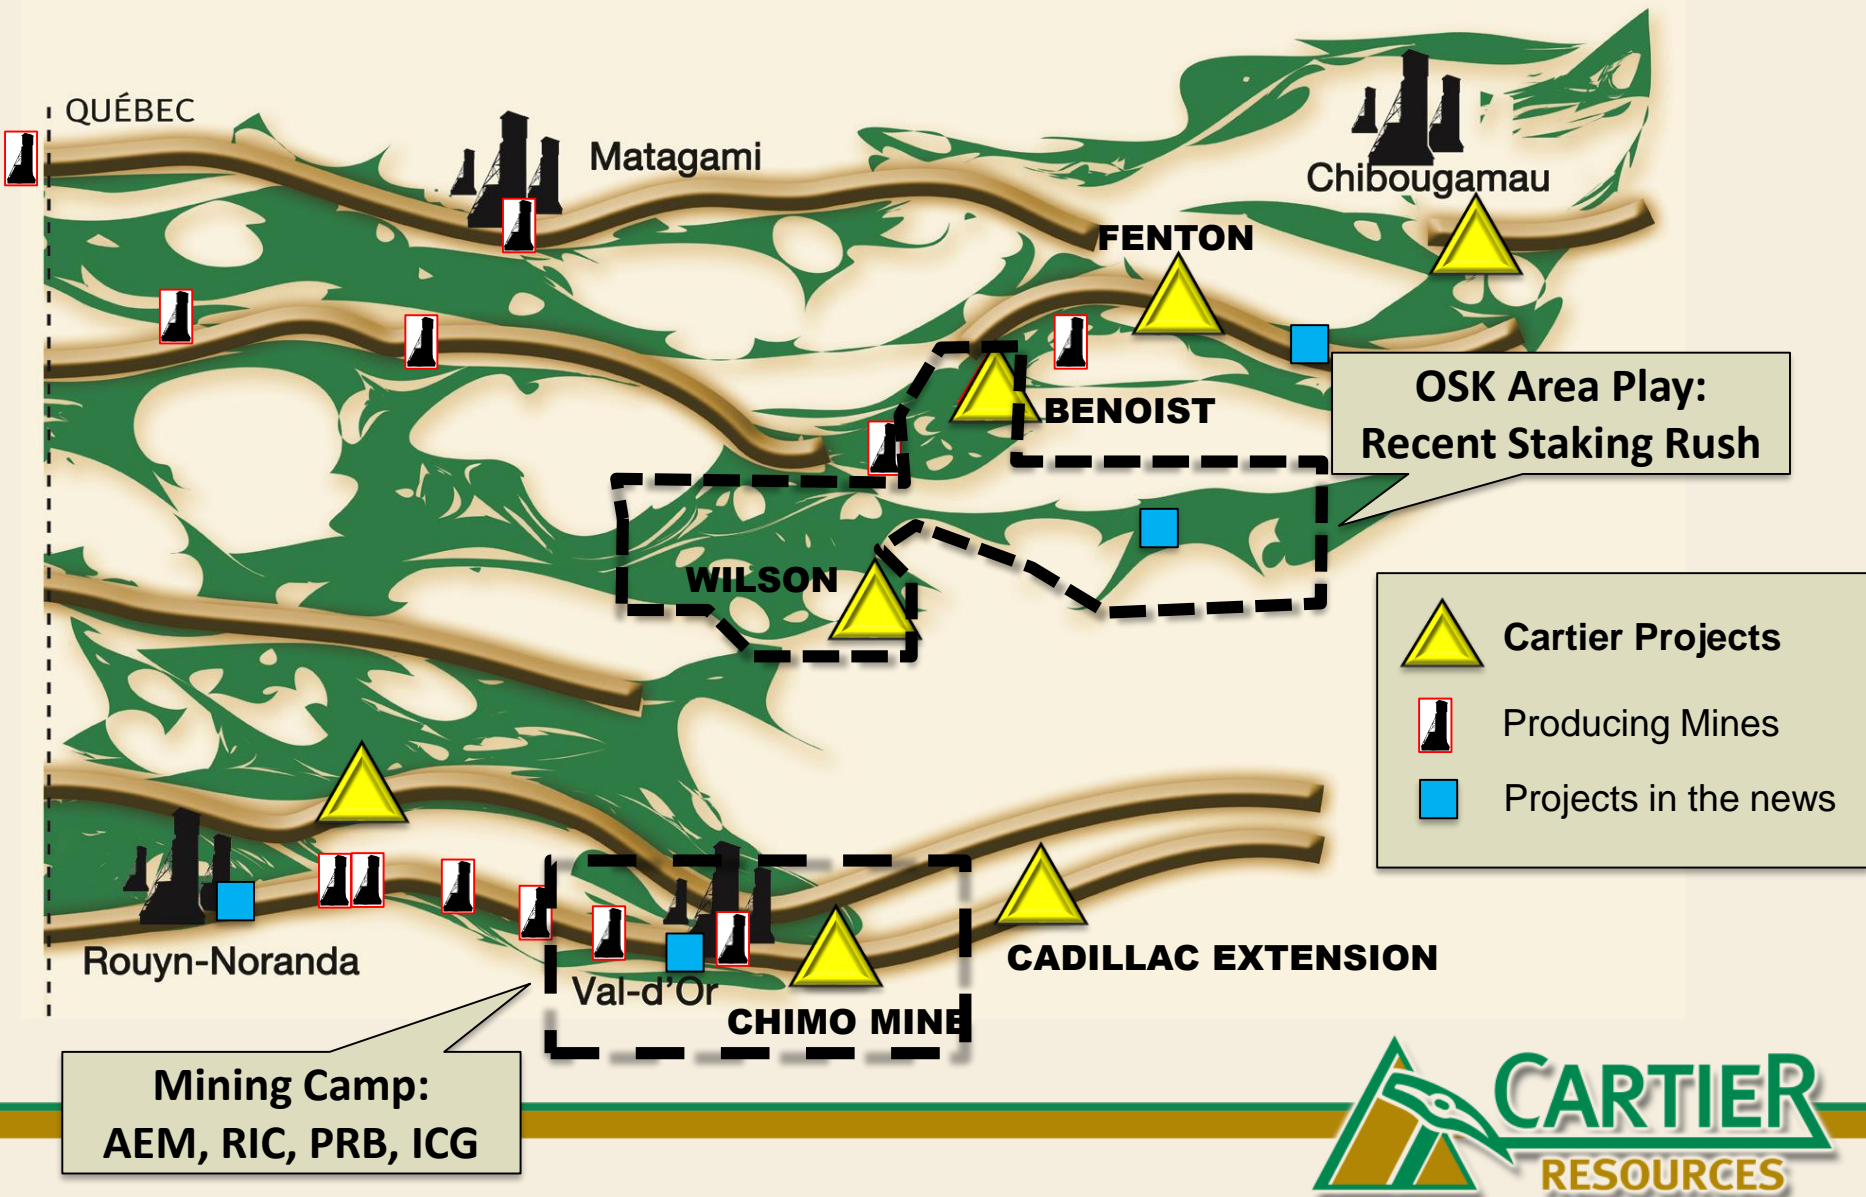 QUÉBEC
Matagami
Chibougamau
FENTON
BENOIST
OSK Area Play:
Recent Staking Rush
WILSON
Cartier Projects
Producing Mines
Projects in the news
Rouyn-Noranda
Val-d'Or
CADILLAC EXTENSION
CHIMO MINE
Mining Camp:
AEM, RIC, PRB, ICG
CARTIER
RESOURCES